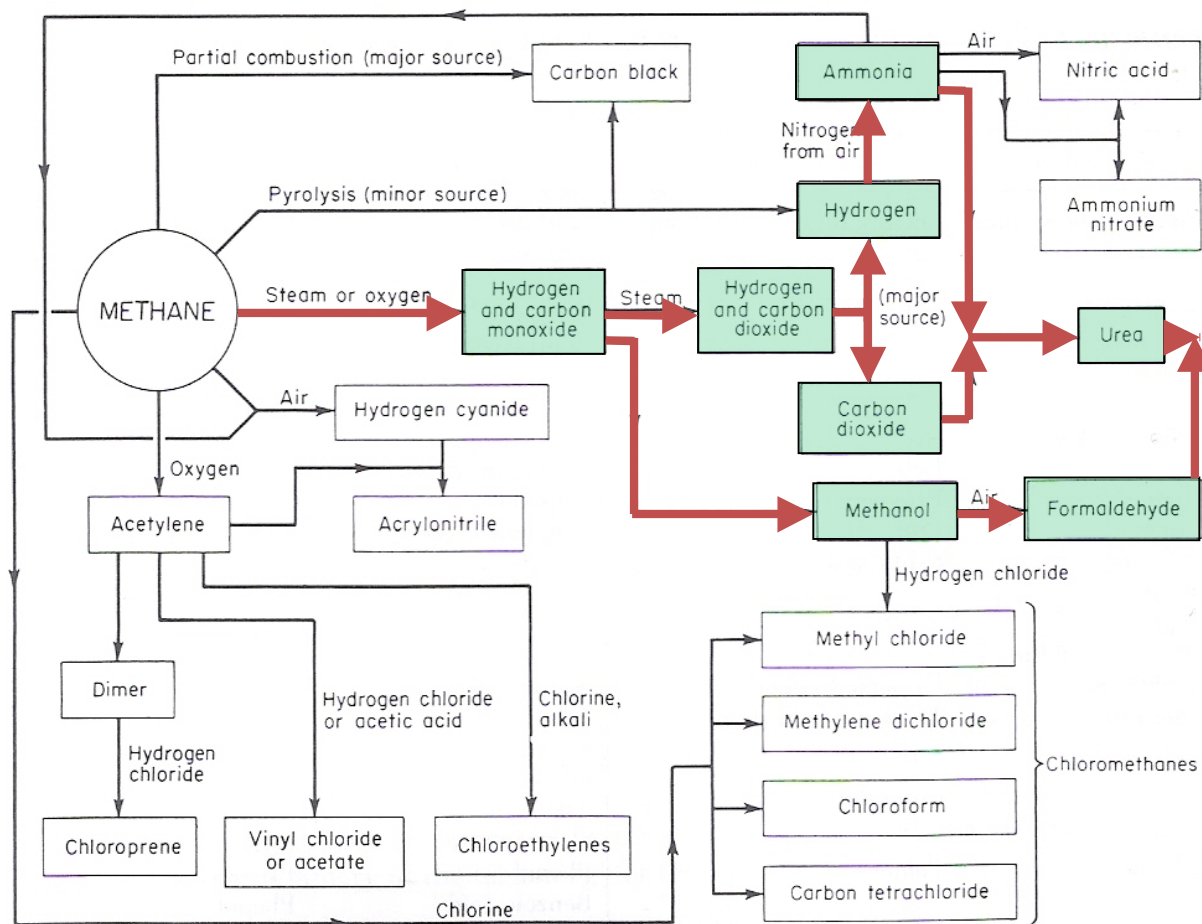 Air
Partial combustion (major source)
Carbon black
Ammonia
Nitric acid
Nitrogen
from air
Pyrolysis (minor source)
Hydrogen
Ammonium
nitrate
METHANE
Steam or oxygen
Hydrogen
and carbon
monoxide
Steam
Hydrogen
and carbon
dioxide
(major
source)
Urea
Air
Hydrogen cyanide
Carbon
dioxide
Oxygen
Acetylene
Acrylonitrile
Methanol
Air
Formaldehyde
Hydrogen chloride
Methyl chloride
Dimer
Hydrogen chloride
or acetic acid
Chlorine,
alkali
Methylene dichloride
Hydrogen
chloride
Chloromethanes
Chloroform
Chloroprene
Vinyl chloride
or acetate
Chloroethylenes
Carbon tetrachloride
Chlorine